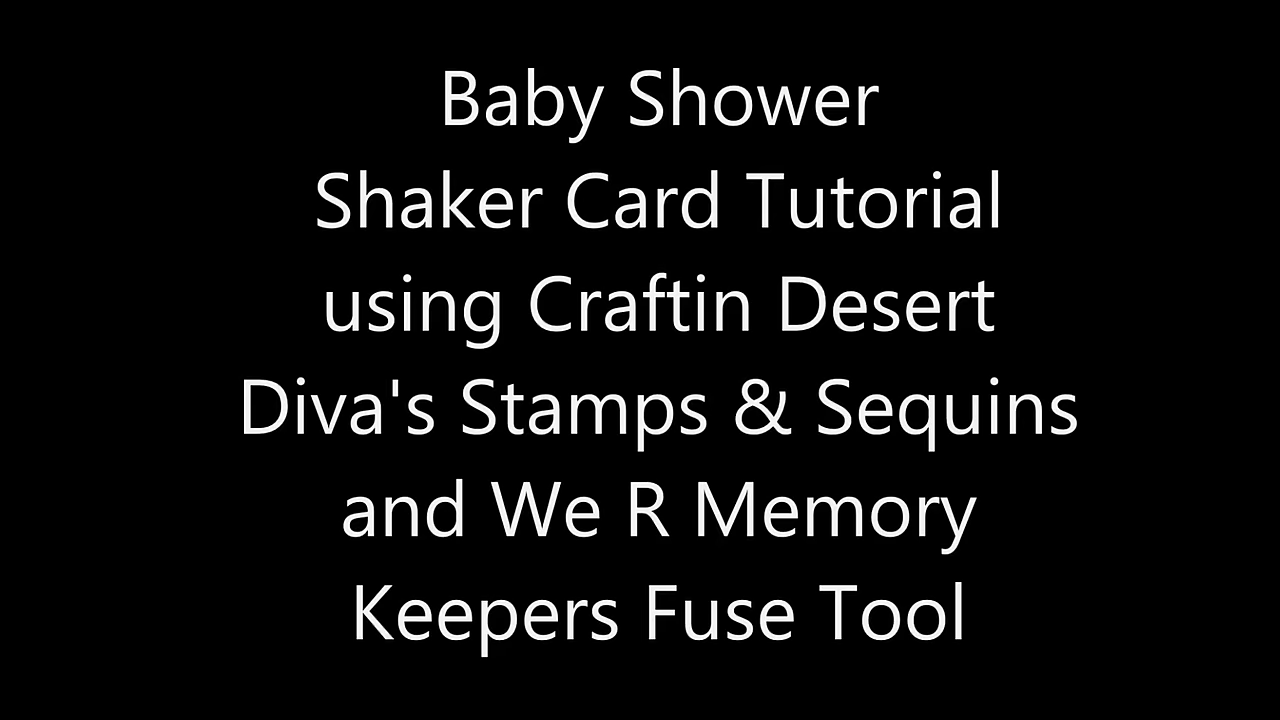 Baby Shower
Shaker Card Tutorial
using Craftin Desert
Diva's Stamps & Sequins
and We R Memory
Keepers Fuse Tool